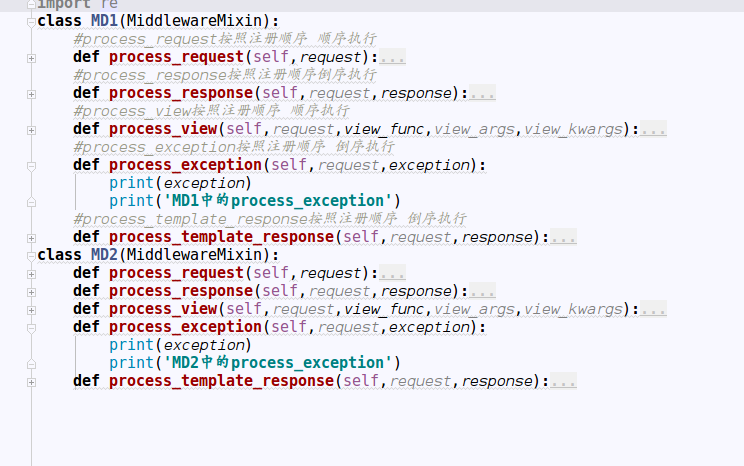 import re
class MD1(MiddlewareMixin):
#process_request按照注册顺序 顺序执行
def process_request(self,request):...
#process_response按照注册顺序倒序执行
def process_response(self,request,response):...
#process_view按照注册顺序 顺序执行
def process_view(self,request,view_func,view_args,view_kwargs):...
#process_exception按照注册顺序 倒序执行
def process_exception(self,request,exception):
print(exception)
print('MD1中的process_exception')
#process_template_response按照注册顺序 倒序执行
def process_template_response(self,request,response):...
class MD2(MiddlewareMixin):
def process_request(self,request):...
def process_response(self,request,response):...
def process_view(self,request,view_func,view_args,view_kwargs):...
def process_exception(self,request,exception):
print(exception)
print('MD2中的process_exception')
def process_template_response(self,request,response):...